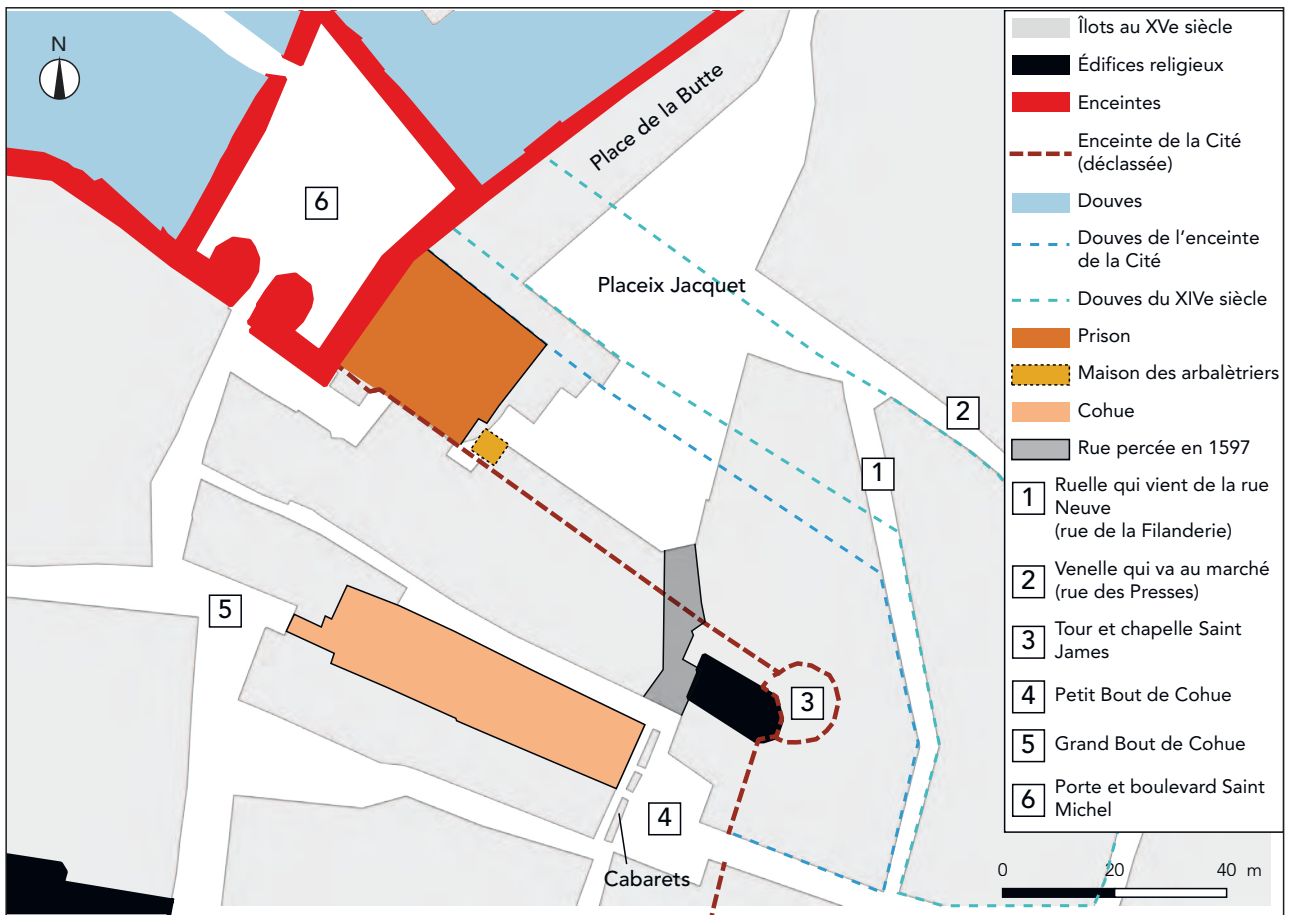 N
Place de la Butte
6
Placeix Jacquet
2
1
5
3
4
Cabarets
Îlots au XVe siècle
Édifices religieux
Enceintes
Enceinte de la Cité
(déclassée)
Douves
Douves de l'enceinte
de la Cité
Douves du XIVe siècle
Prison
Maison des arbalètriers
Cohue
Rue percée en 1597
1 Ruelle qui vient de la rue
Neuve
(rue de la Filanderie)
2 Venelle qui va au marché
(rue des Presses)
3 Tour et chapelle Saint
James
4 Petit Bout de Cohue
5 Grand Bout de Cohue
6 Porte et boulevard Saint
Michel
0 20 40 m